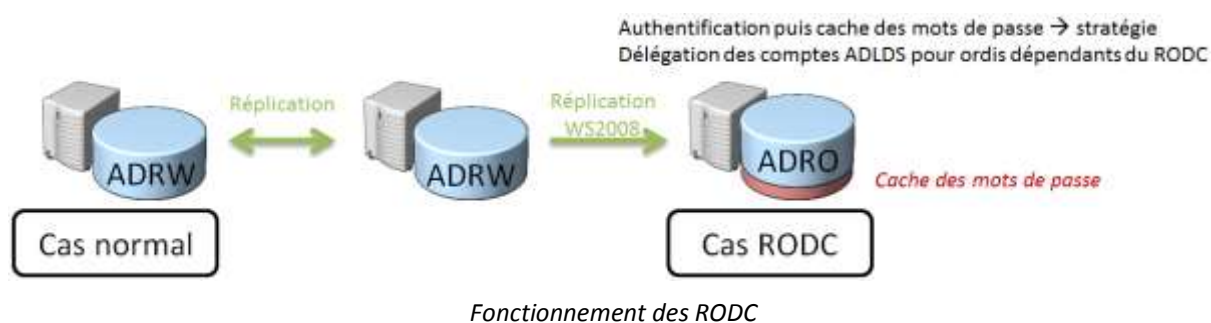 Authentification puis cache des mots de passe → stratégie
Délégation des comptes ADLDS pour ordis dépendants du RODC
Réplication
Réplication
WS2008
ADRW
ADRW
ADRO
Cache des mots de passe
Cas normal
Cas RODC
Fonctionnement des RODC